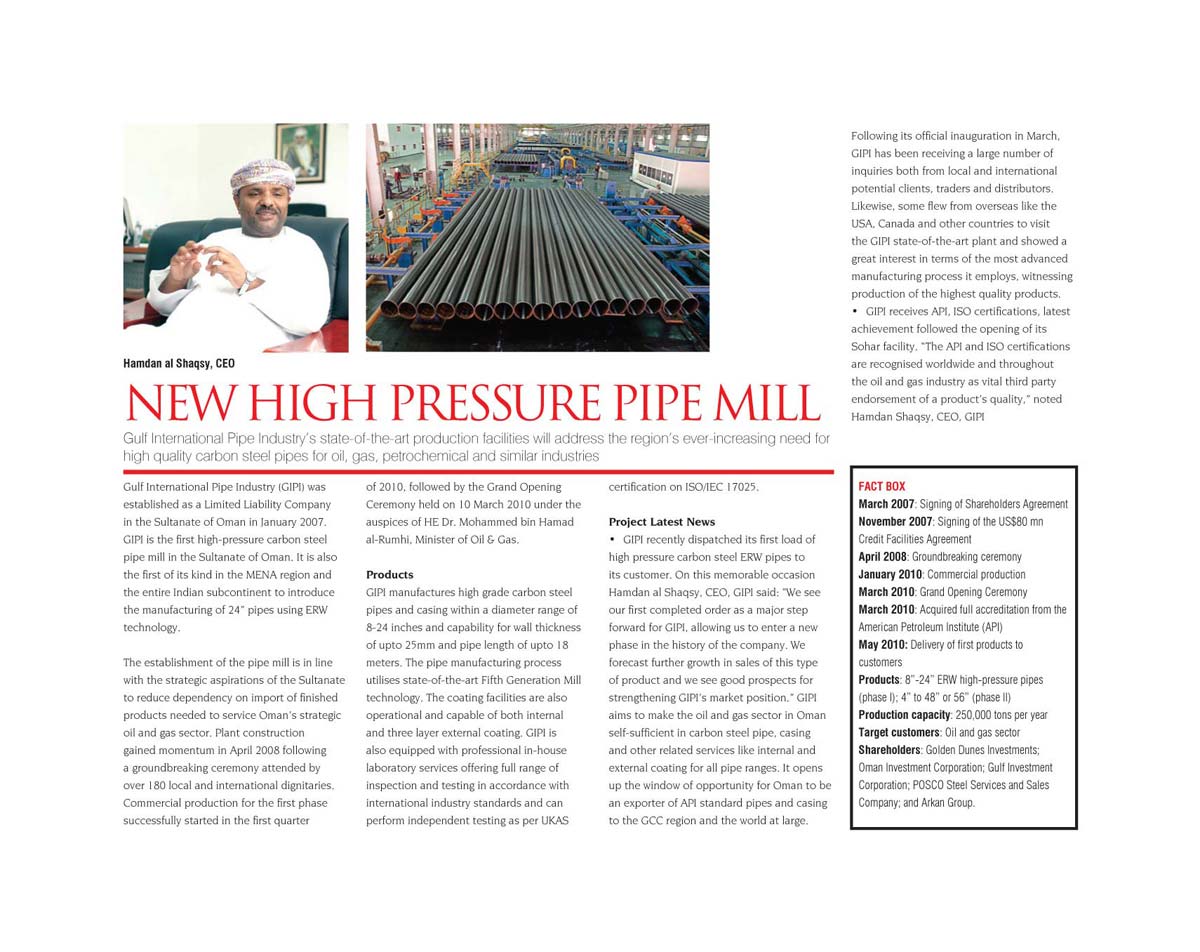 Hamdan al Shaqsy, CEO
NEW HIGH PRESSURE PIPE MILL
Gulf International Pipe Industry's state-of-the-art production facilities will address the region's ever-increasing need for
high quality carbon steel pipes for oil, gas, petrochemical and similar industries
Gulf International Pipe Industry (GIPI) was
established as a Limited Liability Company
in the Sultanate of Oman in January 2007.
GIPI is the first high-pressure carbon steel
pipe mill in the Sultanate of Oman. It is also
the first of its kind in the MENA region and
the entire Indian subcontinent to introduce
the manufacturing of 24" pipes using ERW
technology.
The establishment of the pipe mill is in line
with the strategic aspirations of the Sultanate
to reduce dependency on import of finished
products needed to service Oman's strategic
oil and gas sector. Plant construction
gained momentum in April 2008 following
a groundbreaking ceremony attended by
over 180 local and international dignitaries.
Commercial production for the first phase
successfully started in the first quarter
of 2010, followed by the Grand Opening
Ceremony held on 10 March 2010 under the
auspices of HE Dr. Mohammed bin Hamad
al-Rumhi, Minister of Oil & Gas.
Products
GIPI manufactures high grade carbon steel
pipes and casing within a diameter range of
8-24 inches and capability for wall thickness
of upto 25mm and pipe length of upto 18
meters. The pipe manufacturing process
utilises state-of-the-art Fifth Generation Mill
technology. The coating facilities are also
operational and capable of both internal
and three layer external coating. GIPI is
also equipped with professional in-house
laboratory services offering full range of
inspection and testing in accordance with
international industry standards and can
perform independent testing as per UKAS
certification on ISO/IEC 17025.
Project Latest News
• GIPI recently dispatched its first load of
high pressure carbon steel ERW pipes to
its customer. On this memorable occasion
Hamdan al Shaqsy, CEO, GIPI said: "We see
our first completed order as a major step
forward for GIPI, allowing us to enter a new
phase in the history of the company. We
forecast further growth in sales of this type
of product and we see good prospects for
strengthening GIPI's market position." GIPI
aims to make the oil and gas sector in Oman
self-sufficient in carbon steel pipe, casing
and other related services like internal and
external coating for all pipe ranges. It opens
up the window of opportunity for Oman to be
an exporter of API standard pipes and casing
to the GCC region and the world at large.
Following its official inauguration in March,
GIPI has been receiving a large number of
inquiries both from local and international
potential clients, traders and distributors.
Likewise, some flew from overseas like the
USA, Canada and other countries to visit
the GIPI state-of-the-art plant and showed a
great interest in terms of the most advanced
manufacturing process it employs, witnessing
production of the highest quality products.
• GIPI receives API, ISO certifications, latest
achievement followed the opening of its
Sohar facility. "The API and ISO certifications
are recognised worldwide and throughout
the oil and gas industry as vital third party
endorsement of a product's quality," noted
Hamdan Shaqsy, CEO, GIPI
FACT BOX
March 2007: Signing of Shareholders Agreement
November 2007: Signing of the US$80 mn
Credit Facilities Agreement
April 2008: Groundbreaking ceremony
January 2010: Commercial production
March 2010: Grand Opening Ceremony
March 2010: Acquired full accreditation from the
American Petroleum Institute (API)
May 2010: Delivery of first products to
customers
Products: 8"-24" ERW high-pressure pipes
(phase I); 4" to 48" or 56" (phase II)
Production capacity: 250,000 tons per year
Target customers: Oil and gas sector
Shareholders: Golden Dunes Investments;
Oman Investment Corporation; Gulf Investment
Corporation; POSCO Steel Services and Sales
Company; and Arkan Group.